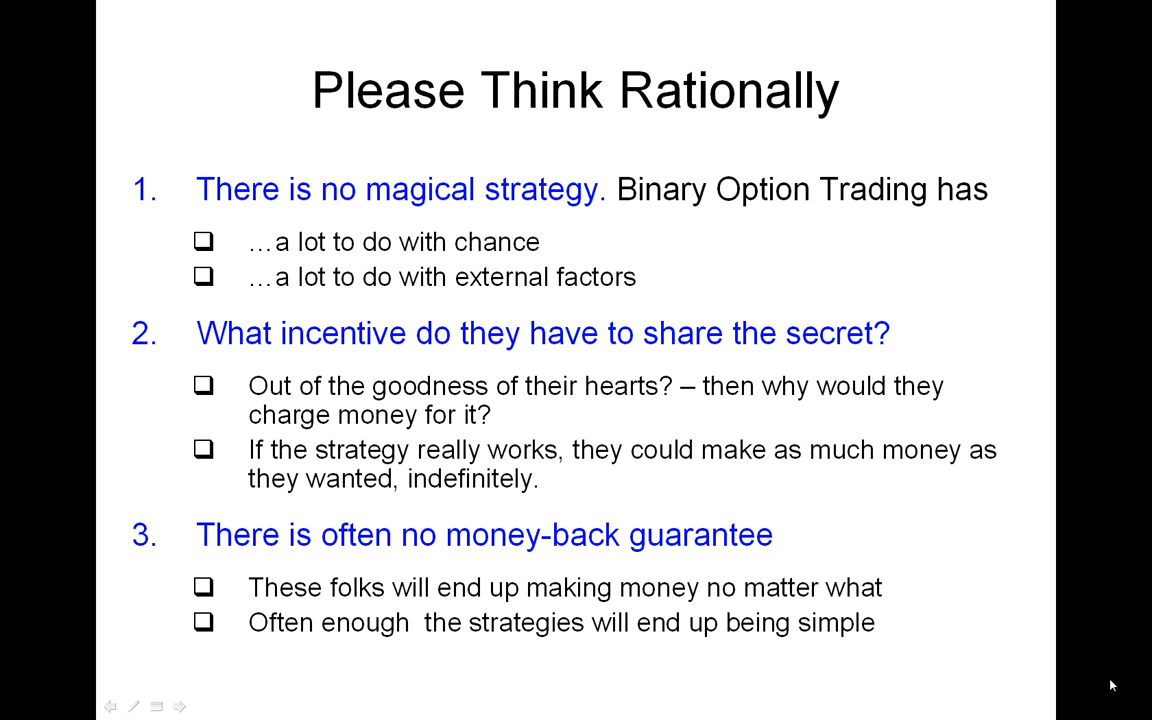 Please Think Rationally
1. There is no magical strategy. Binary Option Trading has
❑ …a lot to do with chance
❑ …a lot to do with external factors
2. What incentive do they have to share the secret?
❑ Out of the goodness of their hearts? – then why would they
charge money for it?
❑ If the strategy really works, they could make as much money as
they wanted, indefinitely.
3. There is often no money-back guarantee
❑ These folks will end up making money no matter what
❑ Often enough  the strategies will end up being simple